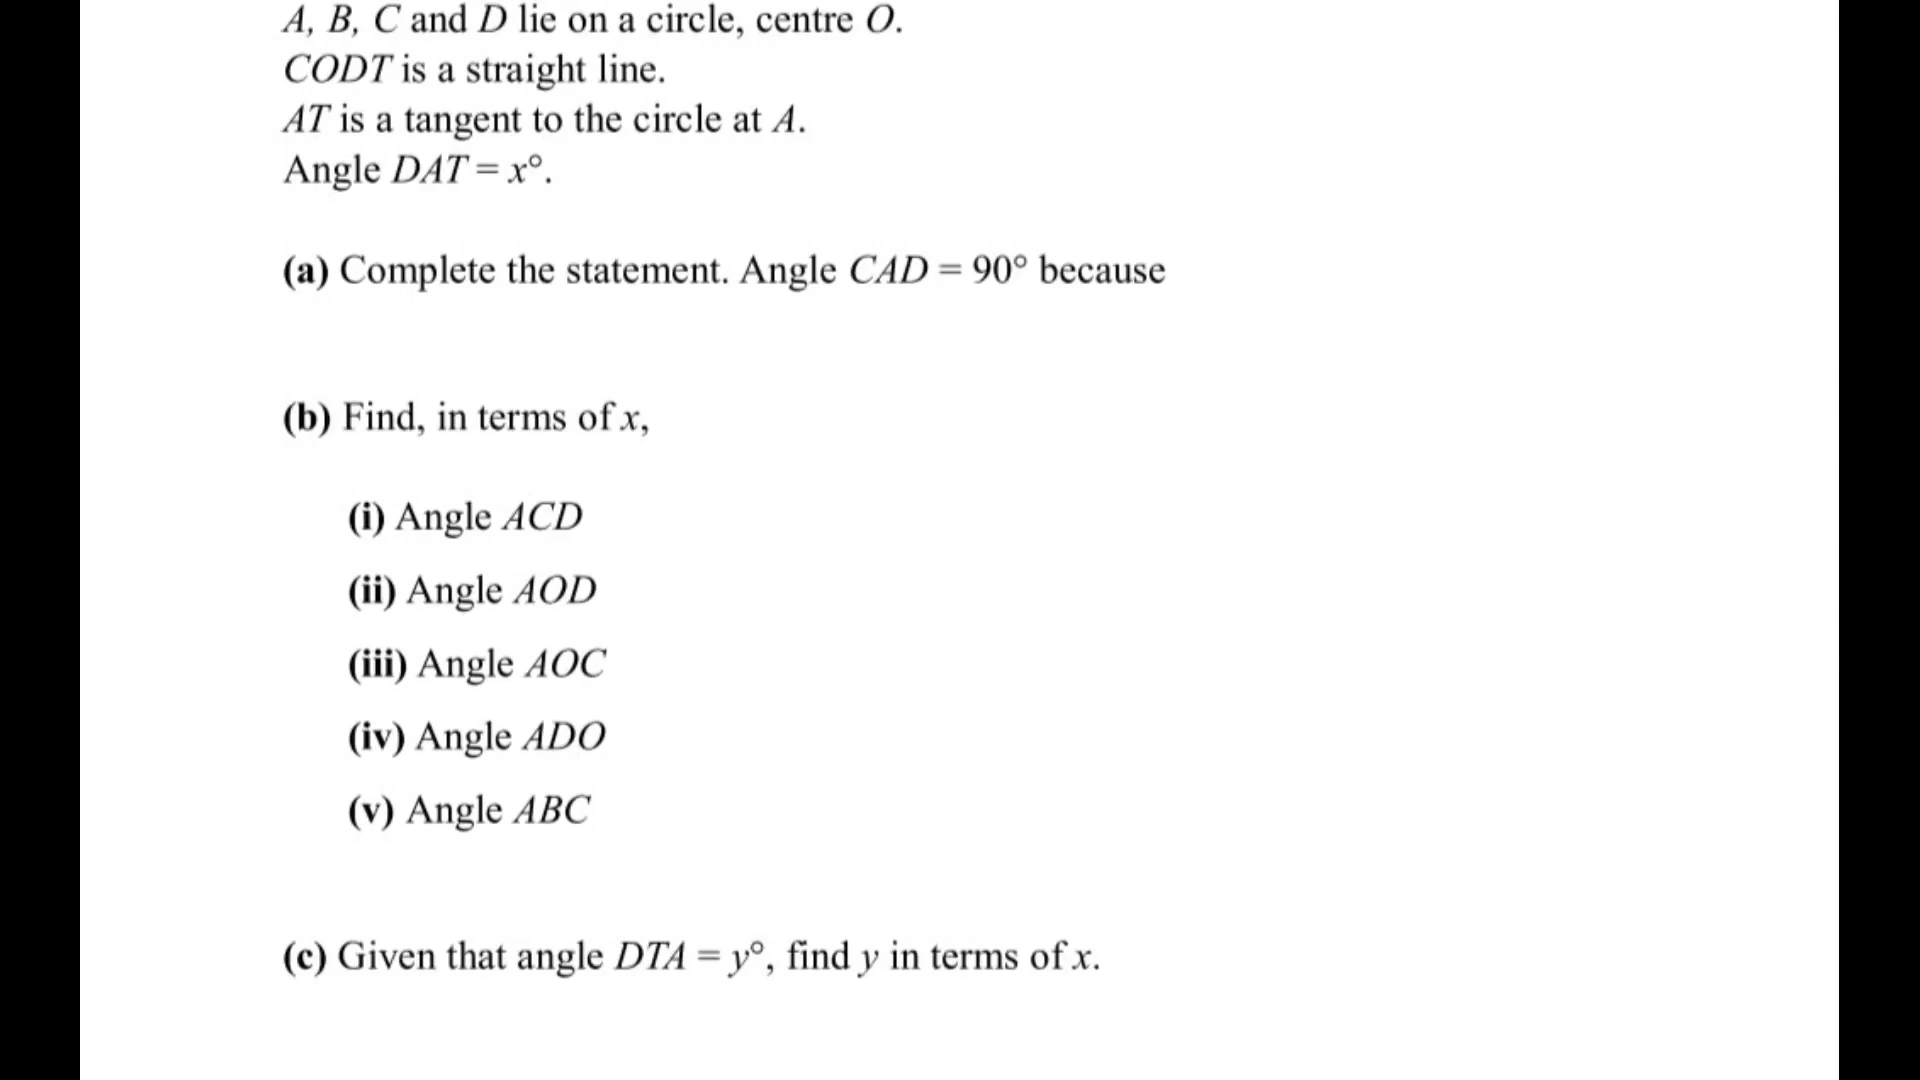 A, B, C and D lie on a circle, centre O.
CODT is a straight line.
AT is a tangent to the circle at A.
Angle DAT = x°.
(a) Complete the statement. Angle CAD = 90° because
(b) Find, in terms of x,
(i) Angle ACD
(ii) Angle AOD
(iii) Angle AOC
(iv) Angle ADO
(v) Angle ABC
(c) Given that angle DTA = y°, find y in terms of x.